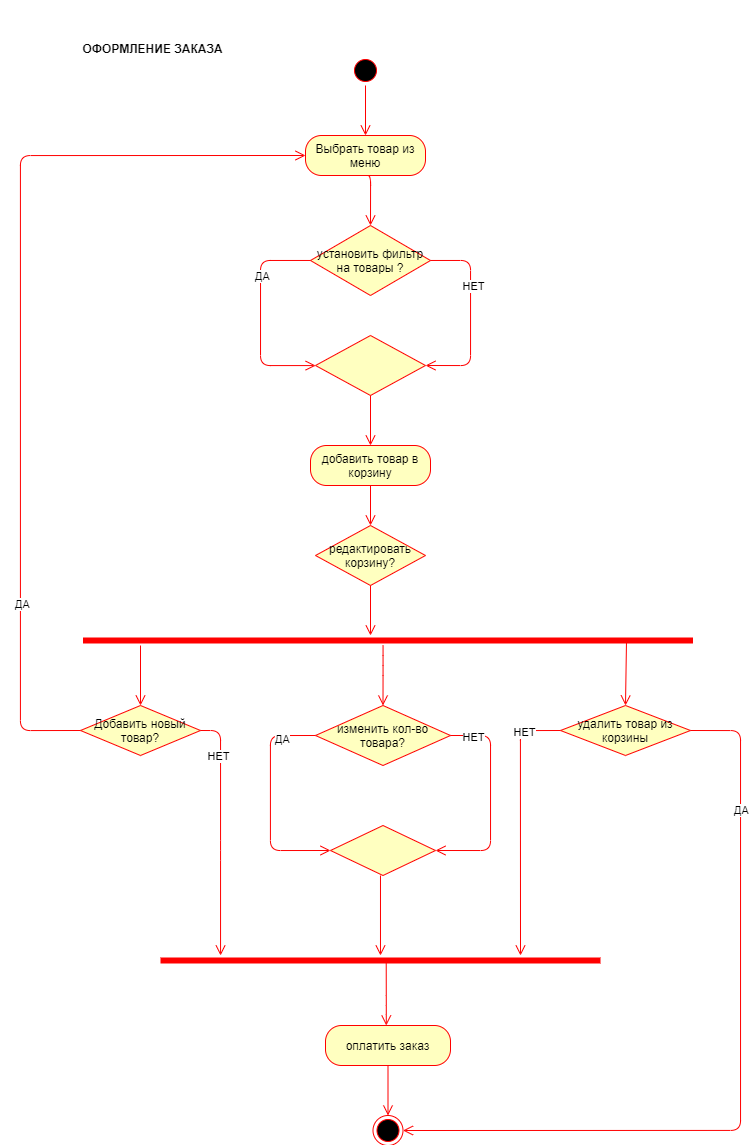 ОФОРМЛЕНИЕ ЗАКАЗА
Выбрать товар из
меню
установить фильтр
на товары ?
ДА
НЕТ
добавить товар в
корзину
редактировать
корзину?
ДА
Добавить новый
товар?
НЕТ
изменить кол-во
товара?
ДА
НЕТ
удалить товар из
корзины
НЕТ
ДА
оплатить заказ